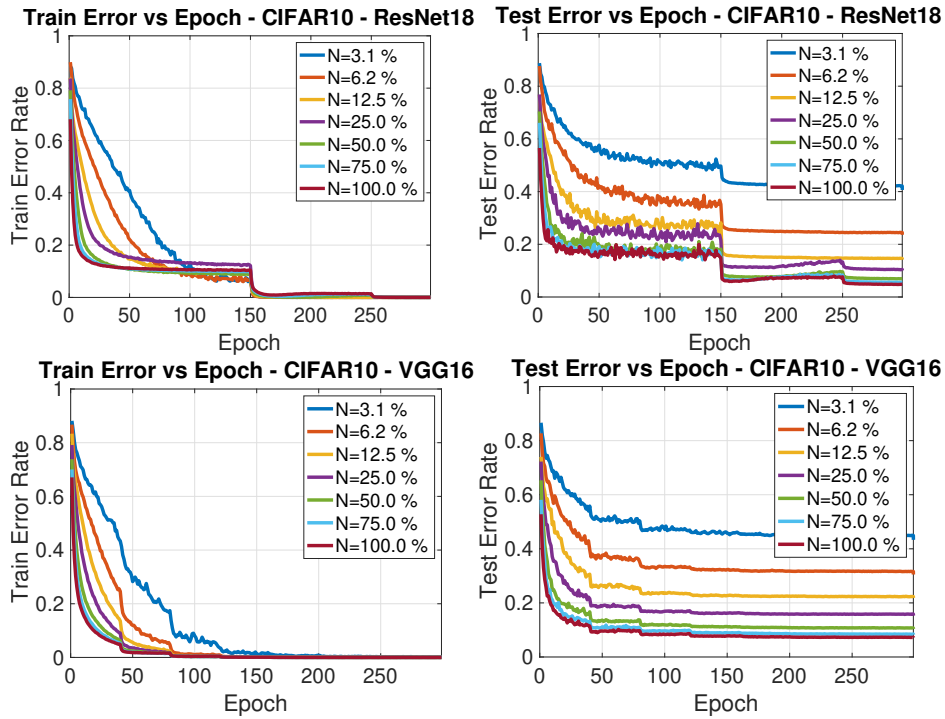 Train Error vs Epoch - CIFAR10 - ResNet18
Train Error Rate
1
0.8
0.6
0.4
0.2
0
0 50 100 150 200 250
Epoch
N=3.1 %
N=6.2 %
N=12.5 %
N=25.0 %
N=50.0 %
N=75.0 %
N=100.0 %
Test Error vs Epoch - CIFAR10 - ResNet18
Test Error Rate
1
0.8
0.6
0.4
0.2
0
0 50 100 150 200 250
Epoch
N=3.1 %
N=6.2 %
N=12.5 %
N=25.0 %
N=50.0 %
N=75.0 %
N=100.0 %
Train Error vs Epoch - CIFAR10 - VGG16
Train Error Rate
1
0.8
0.6
0.4
0.2
0
0 50 100 150 200 250 300
Epoch
N=3.1 %
N=6.2 %
N=12.5 %
N=25.0 %
N=50.0 %
N=75.0 %
N=100.0 %
Test Error vs Epoch - CIFAR10 - VGG16
Test Error Rate
1
0.8
0.6
0.4
0.2
0
0 50 100 150 200 250 300
Epoch
N=3.1 %
N=6.2 %
N=12.5 %
N=25.0 %
N=50.0 %
N=75.0 %
N=100.0 %